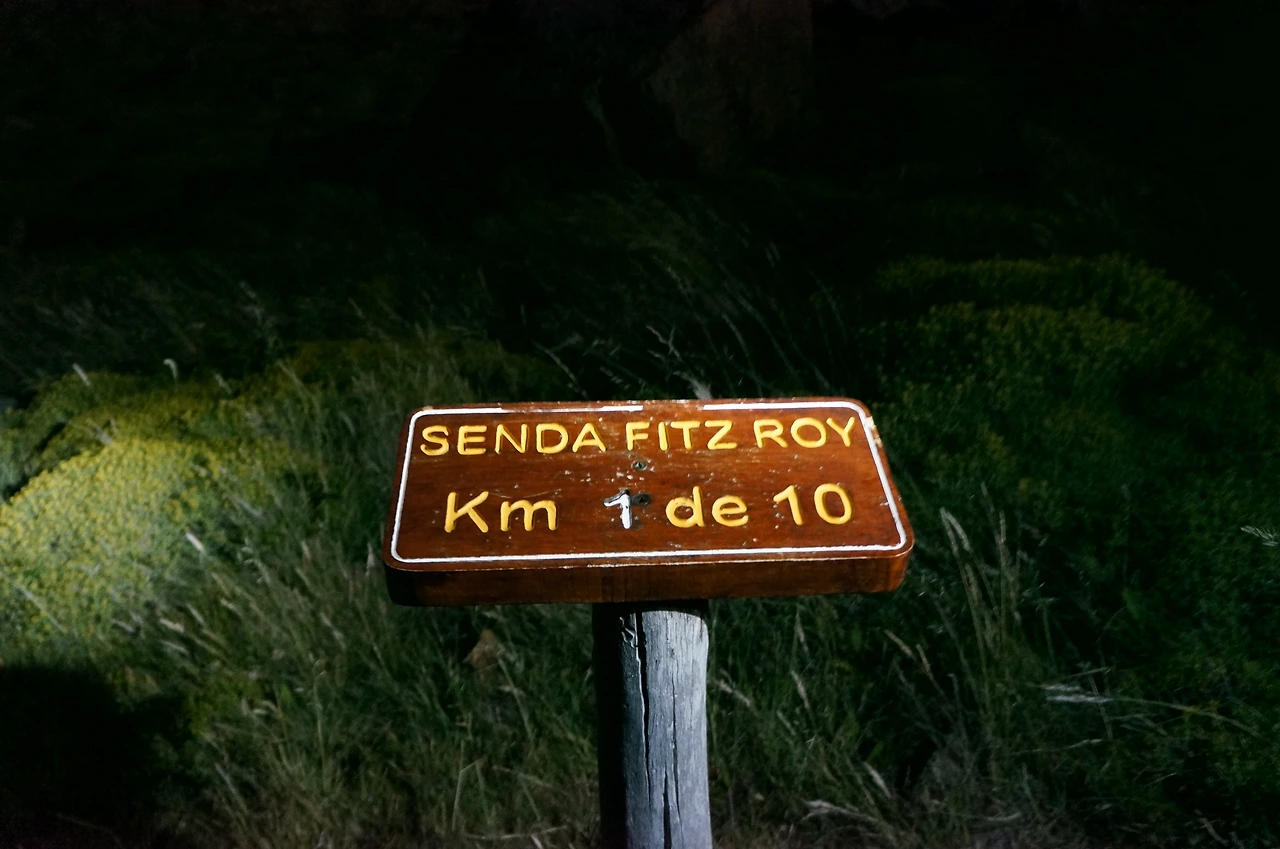 SENDA FITZ ROY
Km 1 de 10